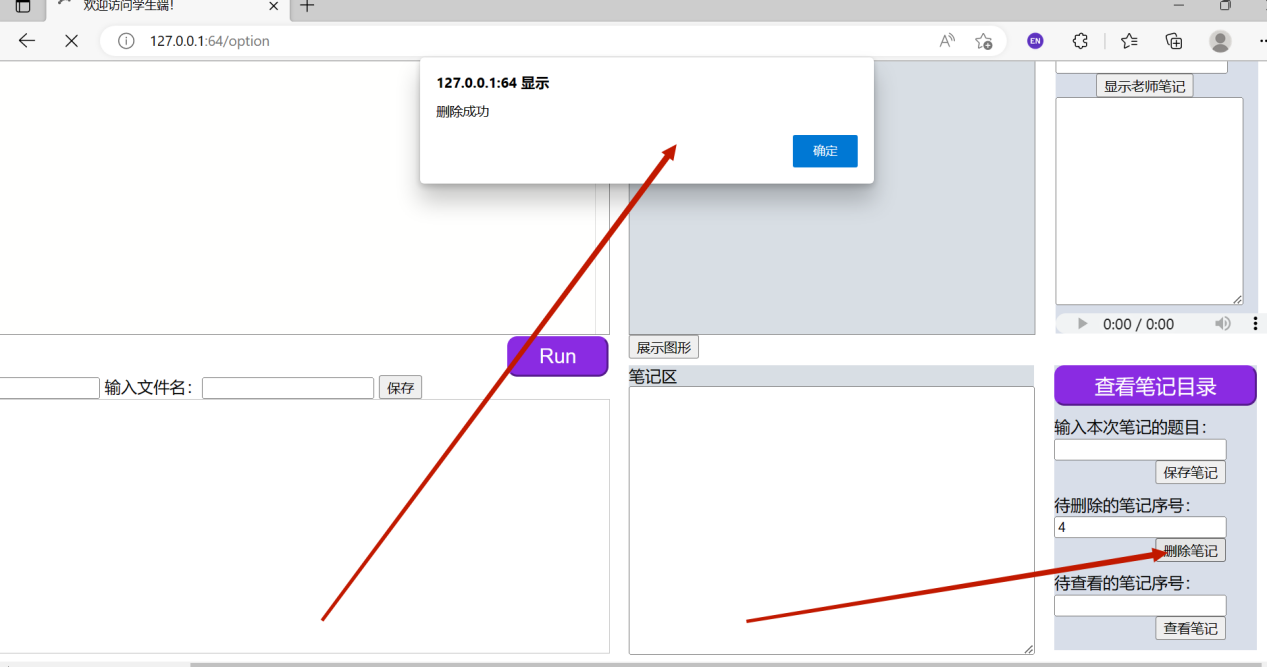 欢迎访问学生端!
127.0.0.1:64/option
EN
127.0.0.1:64 显示
删除成功
确定
显示老师笔记
0:00 / 0:00
Run
展示图形
输入文件名:
保存
笔记区
查看笔记目录
输入本次笔记的题目:
保存笔记
待删除的笔记序号:
4
删除笔记
待查看的笔记序号:
查看笔记